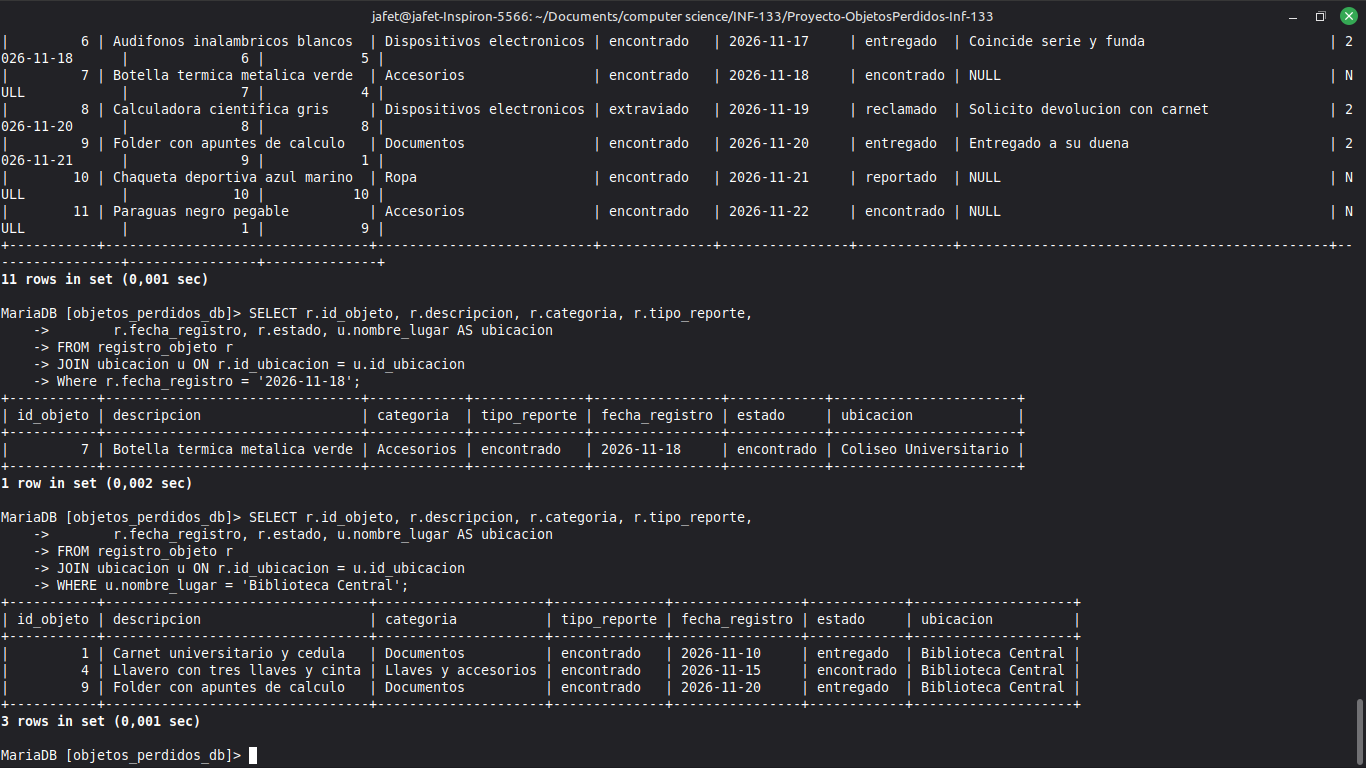 jafet@jafet-Inspiron-5566: ~/Documents/computer science/INF-133/Proyecto-ObjetosPerdidos-Inf-133
|         6 | Audifonos inalambricos blancos  | Dispositivos electronicos | encontrado   | 2026-11-17     | entregado  | Coincide serie y funda                       | 2
026-11-18      |              6 |            5 |
|         7 | Botella termica metalica verde  | Accesorios                | encontrado   | 2026-11-18     | encontrado | NULL                                         | N
ULL            |              7 |            4 |
|         8 | Calculadora cientifica gris     | Dispositivos electronicos | extraviado   | 2026-11-19     | reclamado  | Solicito devolucion con carnet               | 2
026-11-20      |              8 |            8 |
|         9 | Folder con apuntes de calculo   | Documentos                | encontrado   | 2026-11-20     | entregado  | Entregado a su duena                         | 2
026-11-21      |              9 |            1 |
|        10 | Chaqueta deportiva azul marino  | Ropa                      | encontrado   | 2026-11-21     | reportado  | NULL                                         | N
ULL            |             10 |           10 |
|        11 | Paraguas negro pegable          | Accesorios                | encontrado   | 2026-11-22     | encontrado | NULL                                         | N
ULL            |              1 |            9 |
+-----------+---------------------------------+---------------------------+--------------+----------------+------------+----------------------------------------------+--
---------------+----------------+--------------+
11 rows in set (0,001 sec)
MariaDB [objetos_perdidos_db]> SELECT r.id_objeto, r.descripcion, r.categoria, r.tipo_reporte,
    ->        r.fecha_registro, r.estado, u.nombre_lugar AS ubicacion
    -> FROM registro_objeto r
    -> JOIN ubicacion u ON r.id_ubicacion = u.id_ubicacion
    -> Where r.fecha_registro = '2026-11-18';
+-----------+--------------------------------+------------+--------------+----------------+------------+-----------------------+
| id_objeto | descripcion                    | categoria  | tipo_reporte | fecha_registro | estado     | ubicacion             |
+-----------+--------------------------------+------------+--------------+----------------+------------+-----------------------+
|         7 | Botella termica metalica verde | Accesorios | encontrado   | 2026-11-18     | encontrado | Coliseo Universitario |
+-----------+--------------------------------+------------+--------------+----------------+------------+-----------------------+
1 row in set (0,002 sec)
MariaDB [objetos_perdidos_db]> SELECT r.id_objeto, r.descripcion, r.categoria, r.tipo_reporte,
    ->        r.fecha_registro, r.estado, u.nombre_lugar AS ubicacion
    -> FROM registro_objeto r
    -> JOIN ubicacion u ON r.id_ubicacion = u.id_ubicacion
    -> WHERE u.nombre_lugar = 'Biblioteca Central';
+-----------+---------------------------------+---------------------+--------------+----------------+------------+--------------------+
| id_objeto | descripcion                     | categoria           | tipo_reporte | fecha_registro | estado     | ubicacion          |
+-----------+---------------------------------+---------------------+--------------+----------------+------------+--------------------+
|         1 | Carnet universitario y cedula   | Documentos          | encontrado   | 2026-11-10     | entregado  | Biblioteca Central |
|         4 | Llavero con tres llaves y cinta | Llaves y accesorios | encontrado   | 2026-11-15     | encontrado | Biblioteca Central |
|         9 | Folder con apuntes de calculo   | Documentos          | encontrado   | 2026-11-20     | entregado  | Biblioteca Central |
+-----------+---------------------------------+---------------------+--------------+----------------+------------+--------------------+
3 rows in set (0,001 sec)
MariaDB [objetos_perdidos_db]>